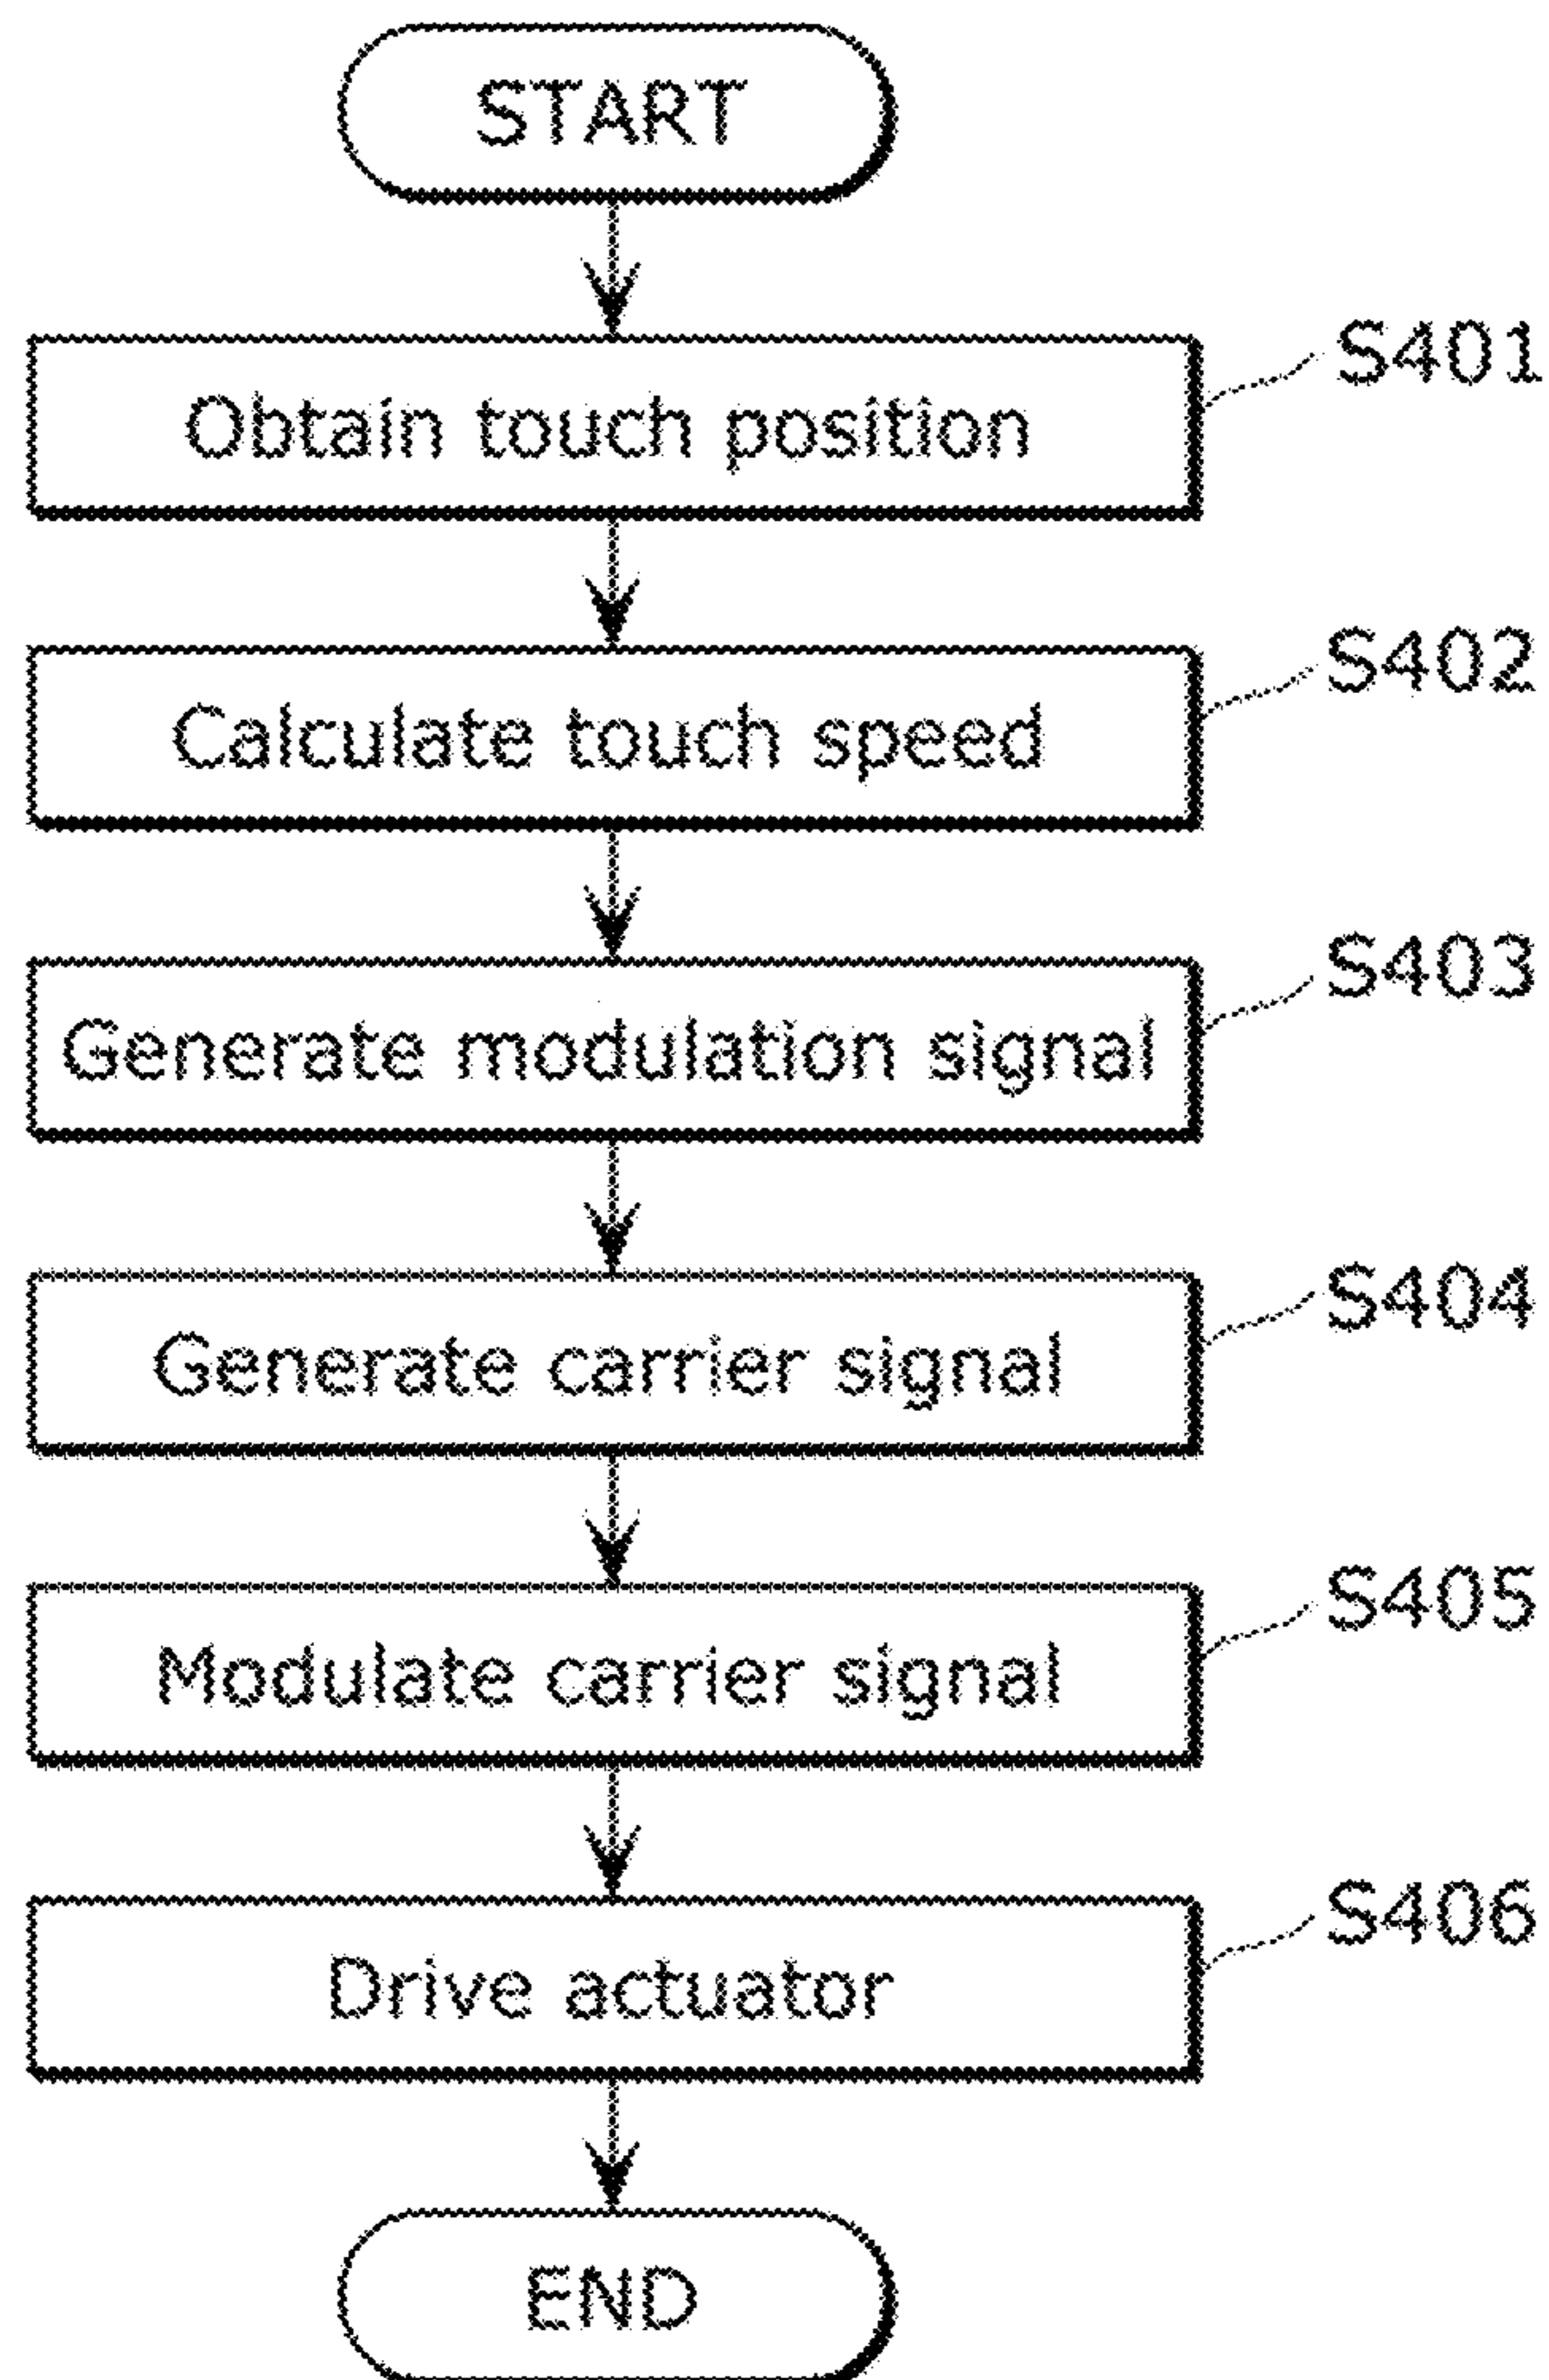 START
Obtain touch position
S401
Calculate touch speed
S402
Generate modulation signal
S403
Generate carrier signal
S404
Modulate carrier signal
S405
Drive actuator
S406
END